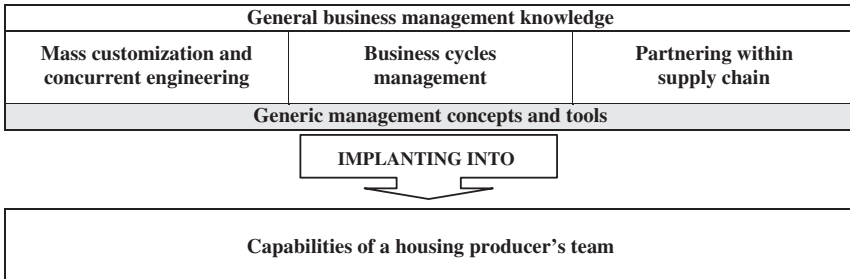 General business management knowledge
Mass customization and
concurrent engineering
Business cycles
management
Partnering within
supply chain
Generic management concepts and tools
IMPLANTING INTO
Capabilities of a housing producer's team